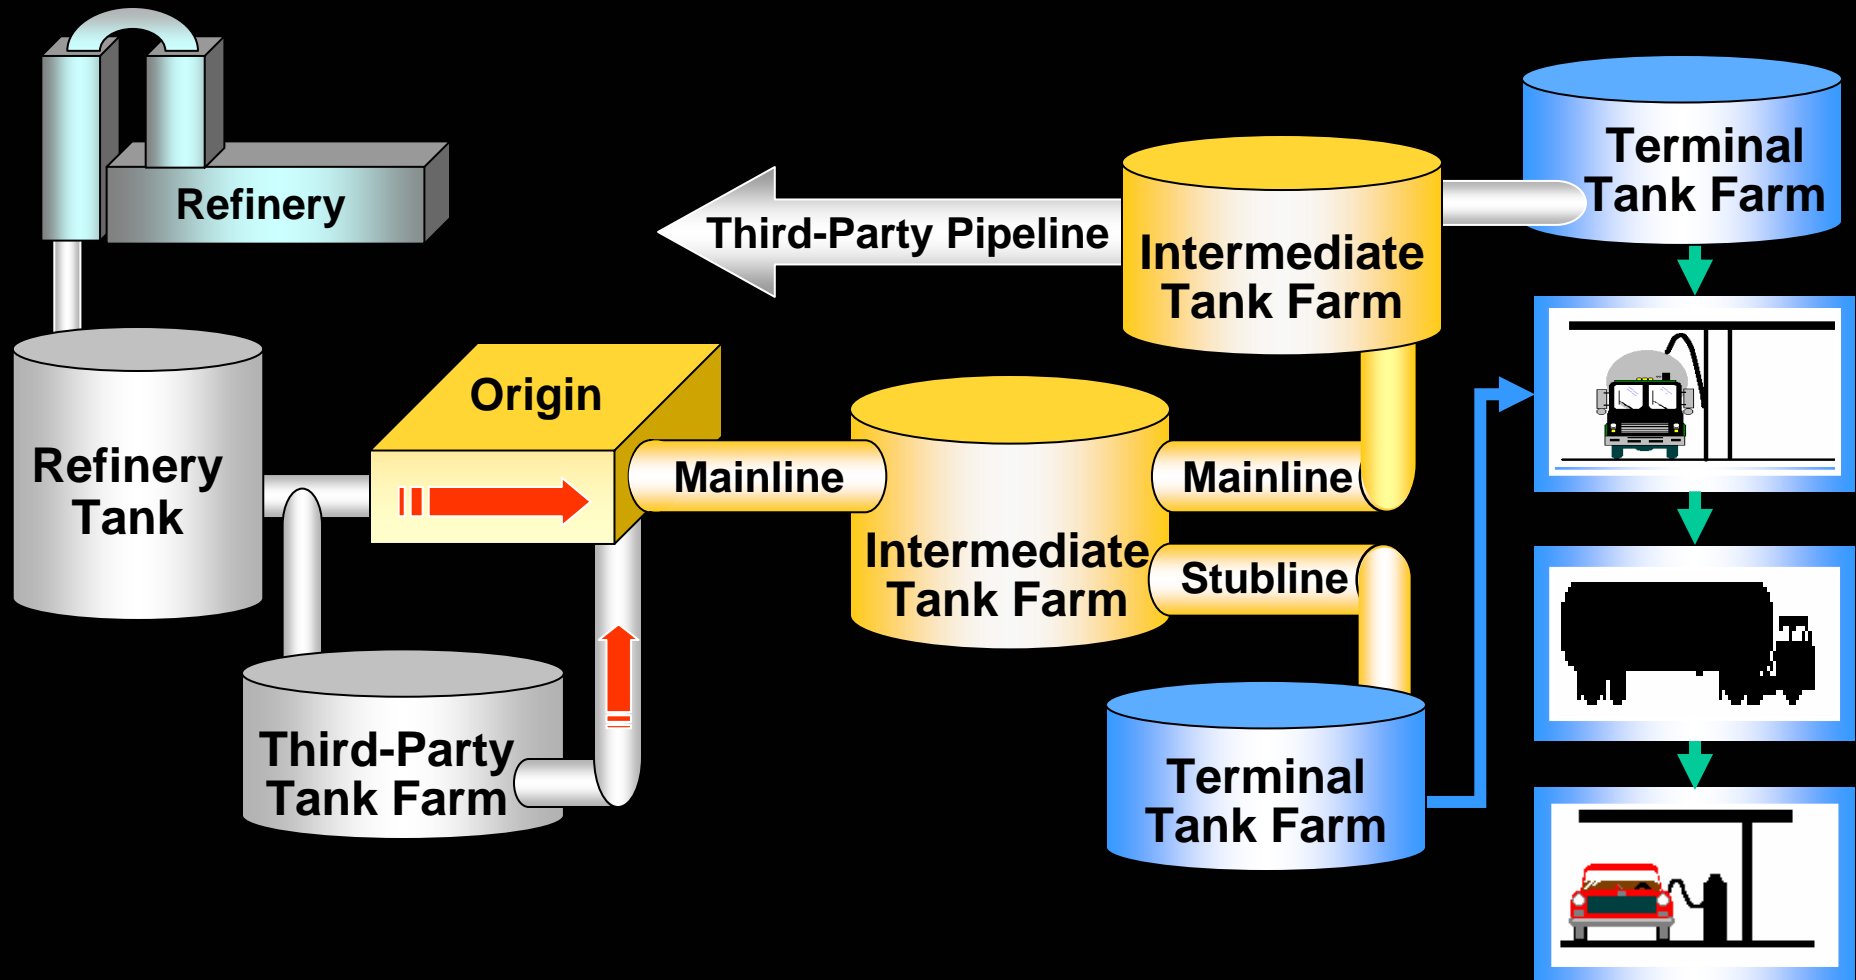 Refinery
Terminal
Tank Farm
Third-Party Pipeline
Intermediate
Tank Farm
Origin
Refinery
Tank
Mainline
Mainline
Intermediate
Tank Farm
Stubline
Third-Party
Tank Farm
Terminal
Tank Farm